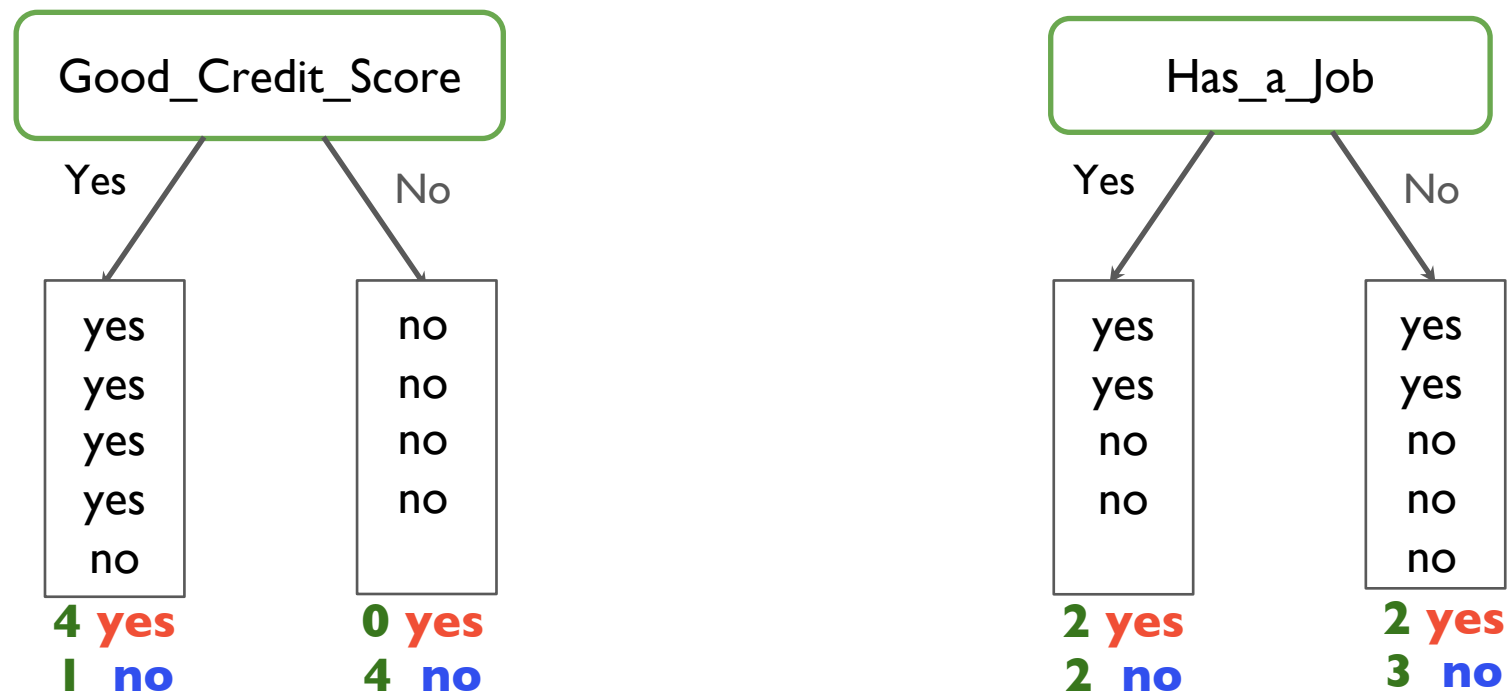 Good_Credit_Score
Yes
No
yes
yes
yes
yes
no
4 yes
1 no
no
no
no
no
0 yes
4 no
Has_a_Job
Yes
No
yes
yes
no
no
2 yes
2 no
yes
yes
no
no
no
2 yes
3 no